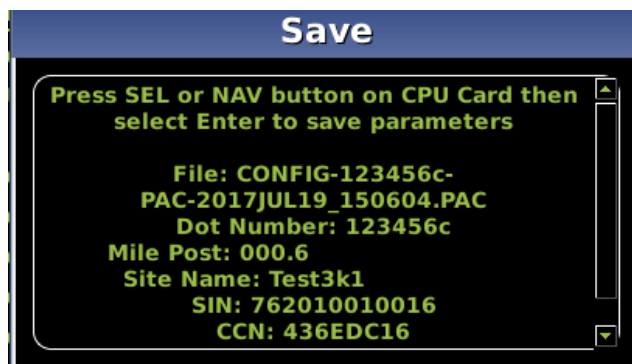 Save
Press SEL or NAV button on CPU Card then
select Enter to save parameters
File: CONFIG-123456c-
PAC-2017JUL19_150604.PAC
Dot Number: 123456c
Mile Post: 000.6
Site Name: Test3k1
SIN: 762010010016
CCN: 436EDC16